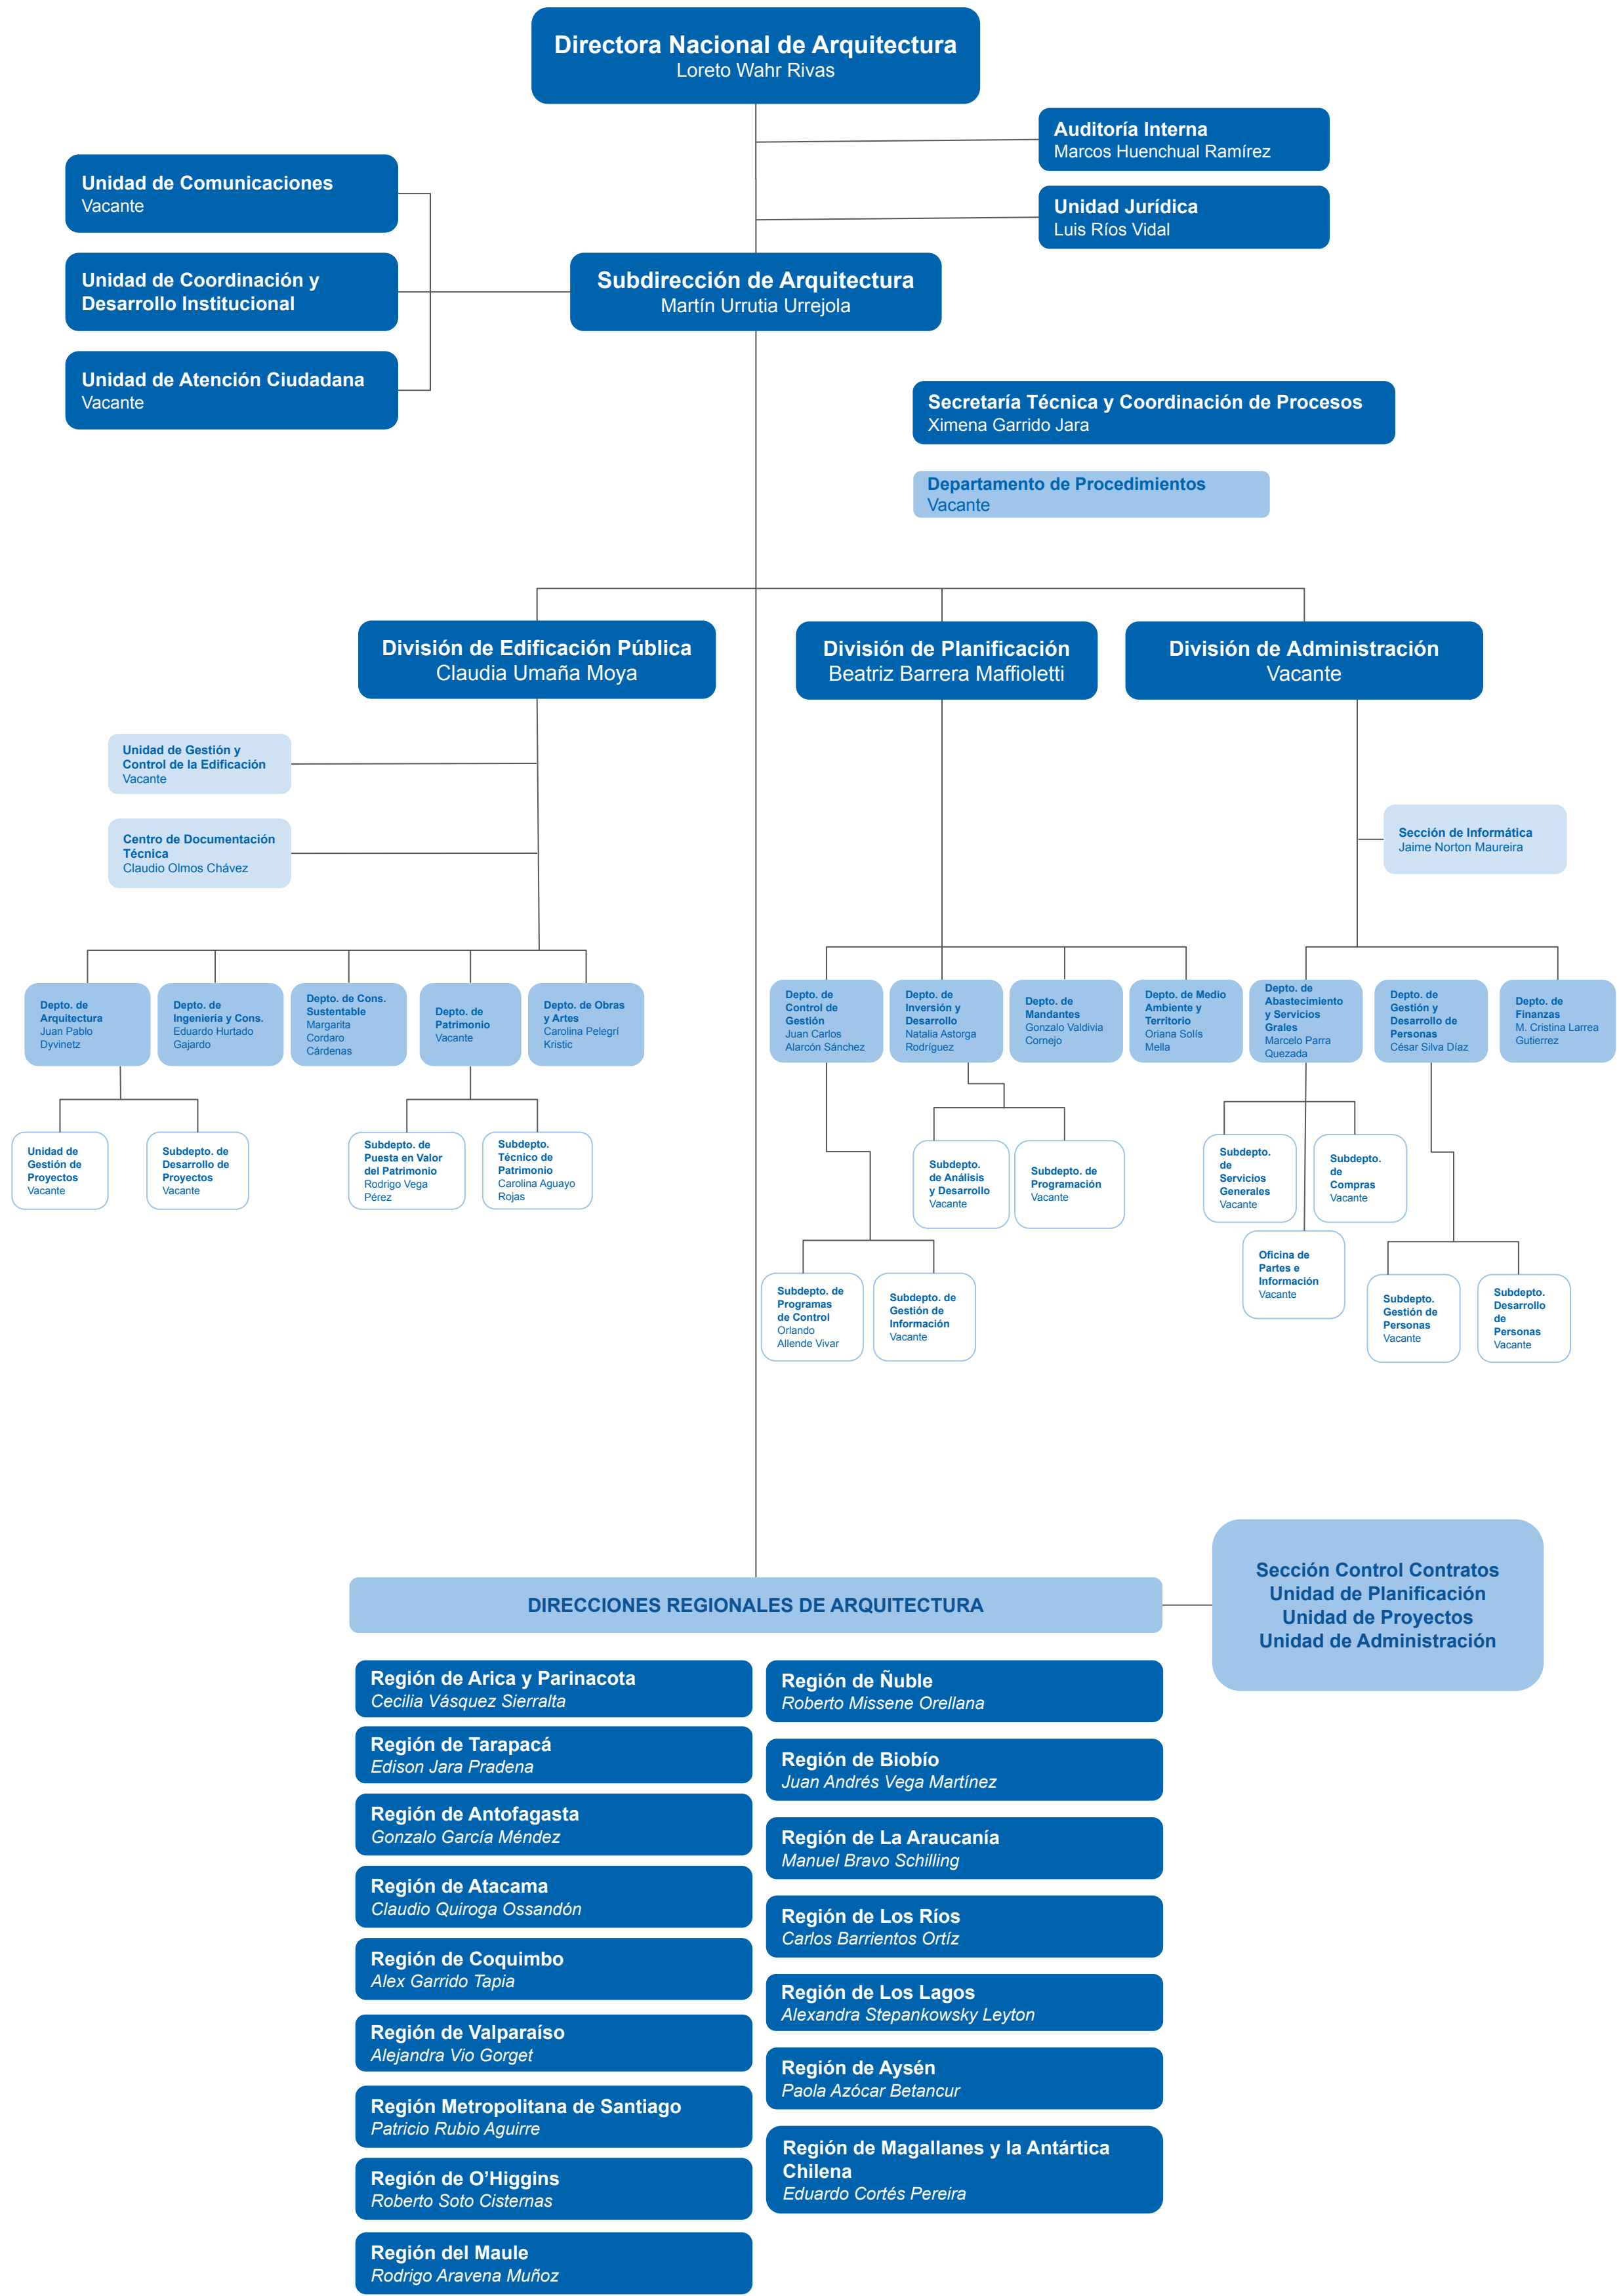 Directora Nacional de Arquitectura
Loreto Wahr Rivas
Auditoría Interna
Marcos Huenchual Ramírez
Unidad Jurídica
Luis Ríos Vidal
Unidad de Comunicaciones
Vacante
Unidad de Coordinación y
Desarrollo Institucional
Unidad de Atención Ciudadana
Vacante
Subdirección de Arquitectura
Martín Urrutia Urrejola
Secretaría Técnica y Coordinación de Procesos
Ximena Garrido Jara
Departamento de Procedimientos
Vacante
División de Edificación Pública
Claudia Umaña Moya
División de Planificación
Beatriz Barrera Maffioletti
División de Administración
Vacante
Unidad de Gestión y
Control de la Edificación
Vacante
Centro de Documentación
Técnica
Claudio Olmos Chávez
Sección de Informática
Jaime Norton Maureira
Depto. de
Arquitectura
Juan Pablo
Dyvinetz
Depto. de
Ingeniería y Cons.
Eduardo Hurtado
Gajardo
Depto. de Cons.
Sustentable
Margarita
Cordaro
Cárdenas
Depto. de
Patrimonio
Vacante
Depto. de Obras
y Artes
Carolina Pelegrí
Kristic
Depto. de
Control de
Gestión
Juan Carlos
Alarcón Sánchez
Depto. de
Inversión y
Desarrollo
Natalia Astorga
Rodríguez
Depto. de
Mandantes
Gonzalo Valdivia
Cornejo
Depto. de Medio
Ambiente y
Territorio
Oriana Solís
Mella
Depto. de
Abastecimiento
y Servicios
Grales
Marcelo Parra
Quezada
Depto. de
Gestión y
Desarrollo de
Personas
César Silva Díaz
Depto. de
Finanzas
M. Cristina Larrea
Gutierrez
Unidad de
Gestión de
Proyectos
Vacante
Subdepto. de
Desarrollo de
Proyectos
Vacante
Subdepto. de
Puesta en Valor
del Patrimonio
Rodrigo Vega
Pérez
Subdepto.
Técnico de
Patrimonio
Carolina Aguayo
Rojas
Subdepto.
de Análisis
y Desarrollo
Vacante
Subdepto. de
Programación
Vacante
Subdepto.
de
Servicios
Generales
Vacante
Subdepto.
de
Compras
Vacante
Oficina de
Partes e
Información
Vacante
Subdepto. de
Programas
de Control
Orlando
Allende Vivar
Subdepto. de
Gestión de
Información
Vacante
Subdepto.
Gestión de
Personas
Vacante
Subdepto.
Desarrollo
de
Personas
Vacante
Sección Control Contratos
Unidad de Planificación
Unidad de Proyectos
Unidad de Administración
DIRECCIONES REGIONALES DE ARQUITECTURA
Región de Arica y Parinacota
Cecilia Vásquez Sierralta
Región de Tarapacá
Edison Jara Pradena
Región de Antofagasta
Gonzalo García Méndez
Región de Atacama
Claudio Quiroga Ossandón
Región de Coquimbo
Alex Garrido Tapia
Región de Valparaíso
Alejandra Vio Gorget
Región Metropolitana de Santiago
Patricio Rubio Aguirre
Región de O’Higgins
Roberto Soto Cisternas
Región del Maule
Rodrigo Aravena Muñoz
Región de Ñuble
Roberto Missene Orellana
Región de Biobío
Juan Andrés Vega Martínez
Región de La Araucanía
Manuel Bravo Schilling
Región de Los Ríos
Carlos Barrientos Ortíz
Región de Los Lagos
Alexandra Stepankowsky Leyton
Región de Aysén
Paola Azócar Betancur
Región de Magallanes y la Antártica
Chilena
Eduardo Cortés Pereira